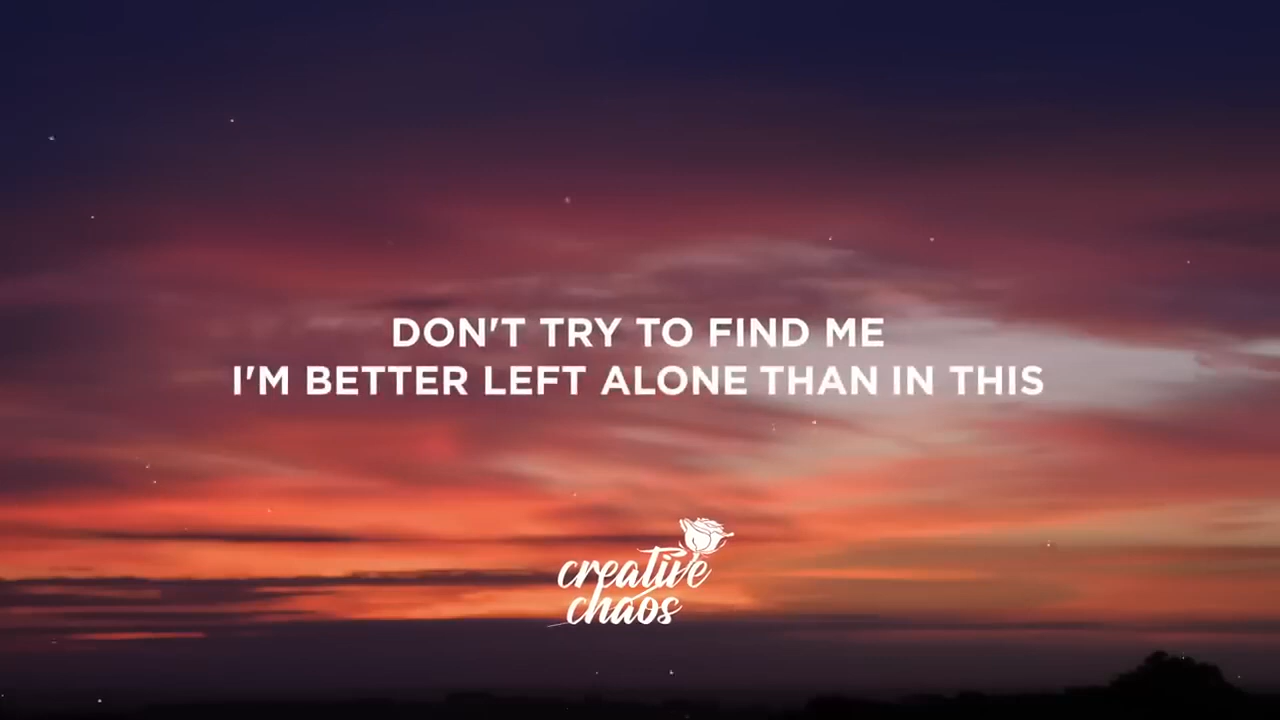 DON'T TRY TO FIND ME
I'M BETTER LEFT ALONE THAN IN THIS
creative
chaos